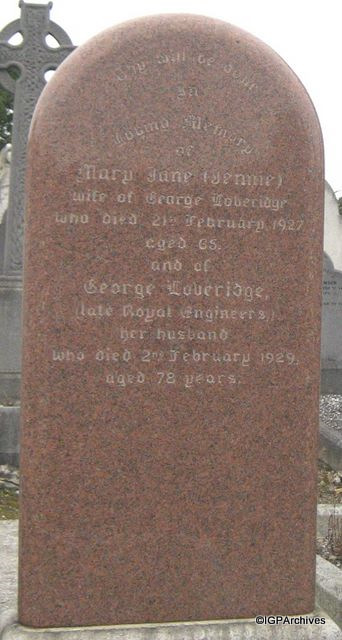 Thy will be done
In
Loving Memory
of
Mary Jane (Jennie)
wife of George Loveridge
who died 21st February 1927
aged 65.
and of
George Loveridge,
(late Royal Engineers,)
her husband
who died 2nd February 1929,
aged 78 years.
©IGPArchives